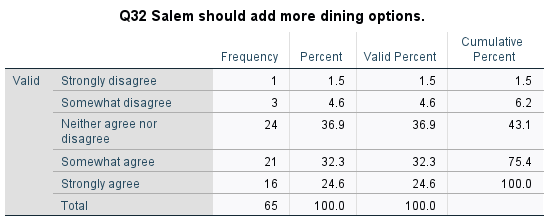 Q32 Salem should add more dining options.
Frequency Percent Valid Percent Cumulative Percent
Valid Strongly disagree 1 1.5 1.5 1.5
Somewhat disagree 3 4.6 4.6 6.2
Neither agree nor disagree 24 36.9 36.9 43.1
Somewhat agree 21 32.3 32.3 75.4
Strongly agree 16 24.6 24.6 100.0
Total 65 100.0 100.0